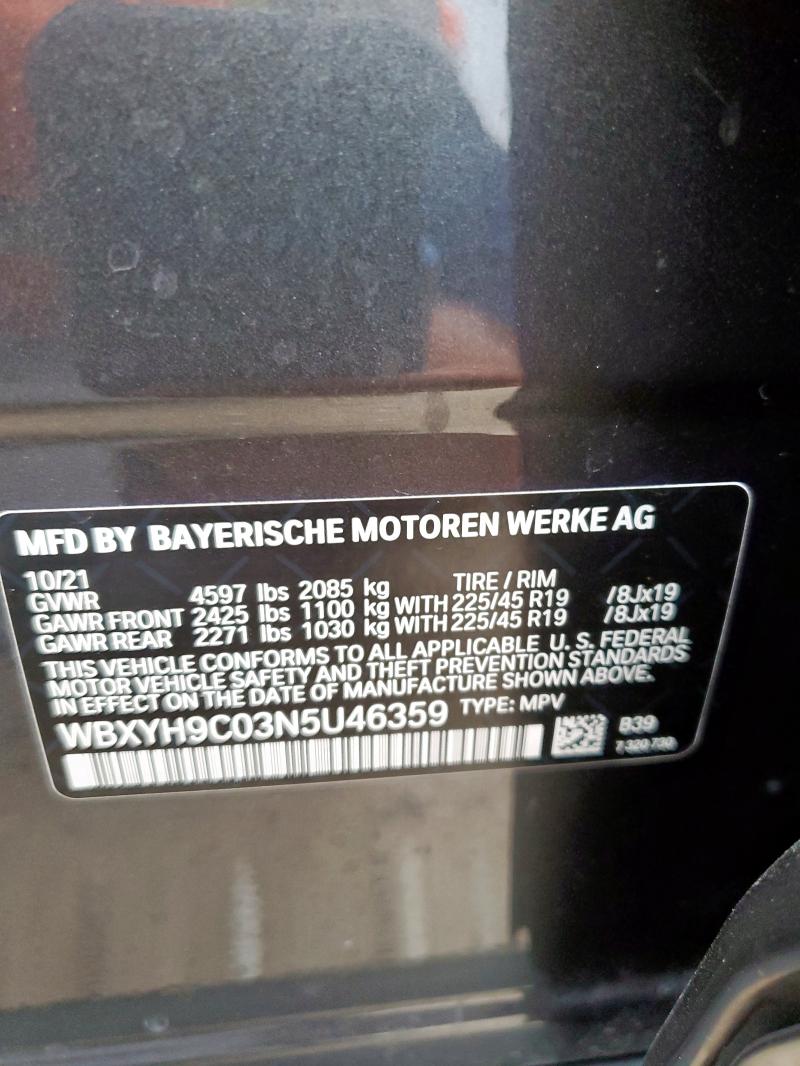 MFD BY BAYERISCHE MOTOREN WERKE AG
10/21 TIRE / RIM
GVWR 4597 lbs 2085 kg
GAWR FRONT 2425 lbs 1100 kg WITH 225/45 R19 /8Jx19
GAWR REAR 2271 lbs 1030 kg WITH 225/45 R19 /8Jx19
THIS VEHICLE CONFORMS TO ALL APPLICABLE U. S. FEDERAL
MOTOR VEHICLE SAFETY AND THEFT PREVENTION STANDARDS
IN EFFECT ON THE DATE OF MANUFACTURE SHOWN ABOVE.
WBXYH9C03N5U46359 TYPE: MPV
B39
7 320 730